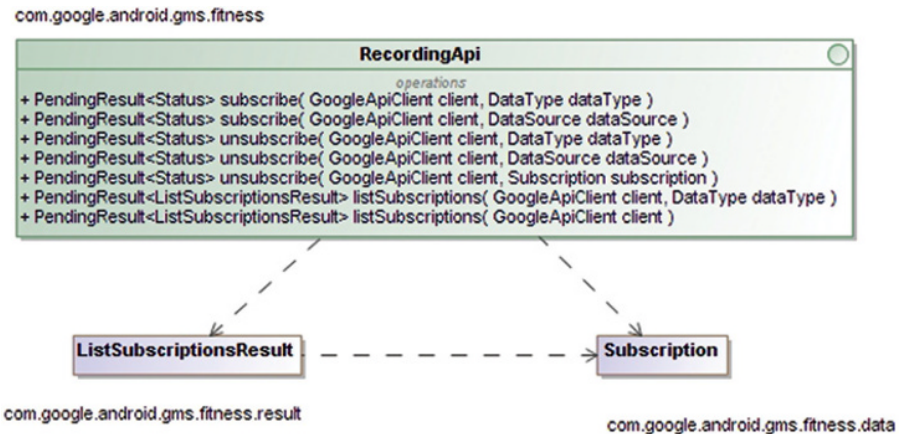 com.google.android.gms.fitness
RecordingApi
operations
+ PendingResult<Status> subscribe( GoogleApiClient client, DataType dataType )
+ PendingResult<Status> subscribe( GoogleApiClient client, DataSource dataSource )
+ PendingResult<Status> unsubscribe( GoogleApiClient client, DataType dataType )
+ PendingResult<Status> unsubscribe( GoogleApiClient client, DataSource dataSource )
+ PendingResult<Status> unsubscribe( GoogleApiClient client, Subscription subscription )
+ PendingResult<ListSubscriptionsResult> listSubscriptions( GoogleApiClient client, DataType dataType )
+ PendingResult<ListSubscriptionsResult> listSubscriptions( GoogleApiClient client )
ListSubscriptionsResult
Subscription
com.google.android.gms.fitness.result
com.google.android.gms.fitness.data